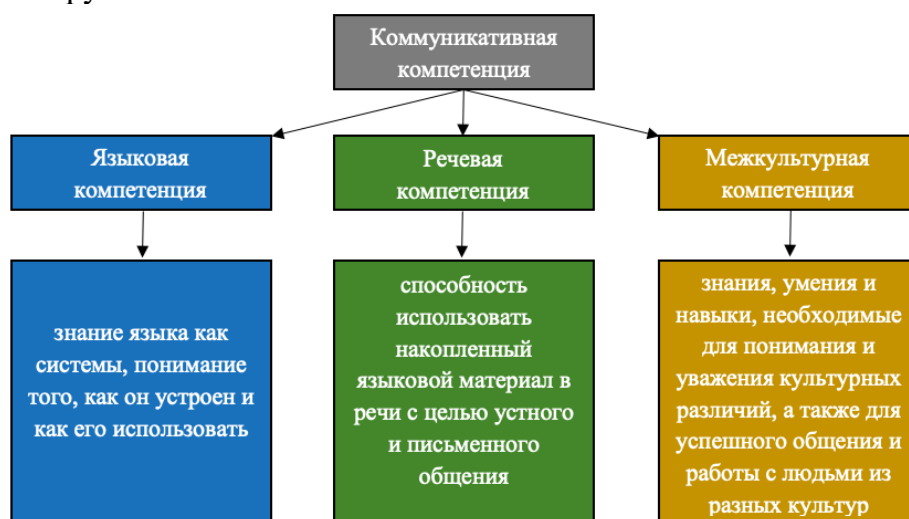 Коммуникативная
компетенция
Языковая
компетенция
Речевая
компетенция
Межкультурная
компетенция
знание языка как
системы, понимание
того, как он устроен и
как его использовать
способность
использовать
накопленный
языковой материал в
речи с целью устного
и письменного
общения
знания, умения и
навыки, необходимые
для понимания и
уважения культурных
различий, а также для
успешного общения и
работы с людьми из
разных культур